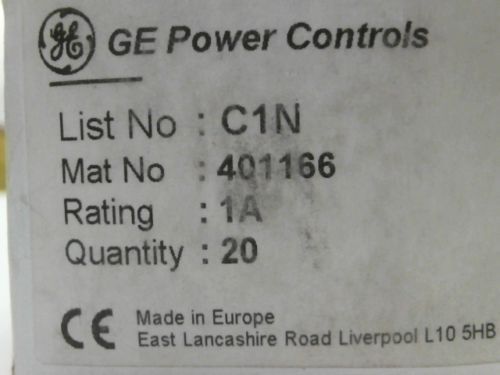 GE GE Power Controls
List No : C1N
Mat No : 401166
Rating : 1A
Quantity : 20
CE Made in Europe
East Lancashire Road Liverpool L10 5HB